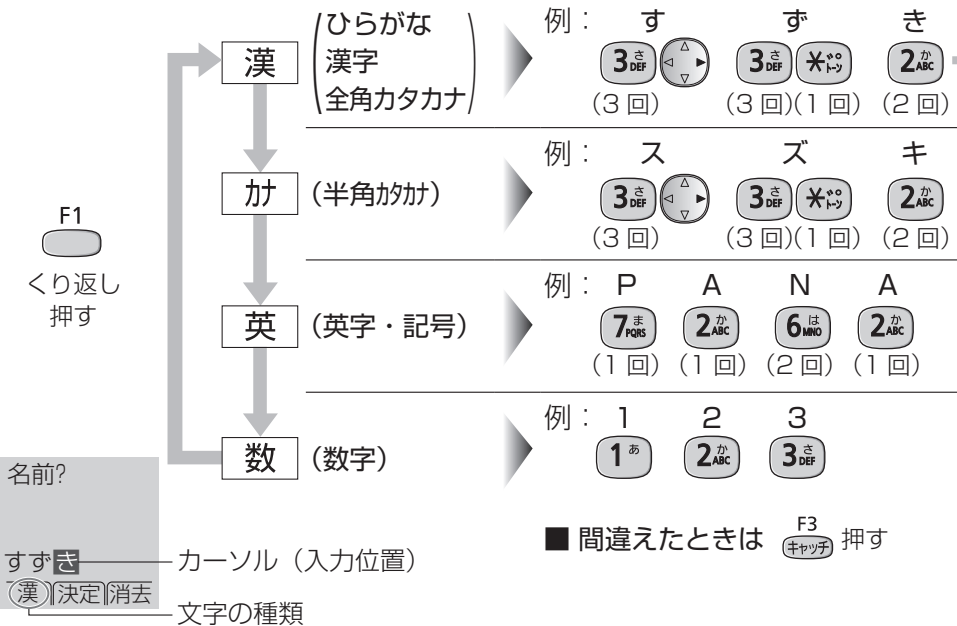 F1
くり返し
押す
漢 (ひらがな 漢字 全角カタカナ)
例： す ず き
3さDEF 3さDEF ＊゛゜トーン 2かABC
(3 回) (3 回)(1 回) (2 回)
ｶﾅ (半角ｶﾀｶﾅ)
例： ス ズ キ
3さDEF 3さDEF ＊゛゜トーン 2かABC
(3 回) (3 回)(1 回) (2 回)
英 (英字・記号)
例： P A N A
7まPQRS 2かABC 6はMNO 2かABC
(1 回) (1 回) (2 回) (1 回)
数 (数字)
例： 1 2 3
1あ 2かABC 3さDEF
■ 間違えたときは F3 キャッチ 押す
名前?
すずき カーソル（入力位置）
漢 決定 消去
文字の種類